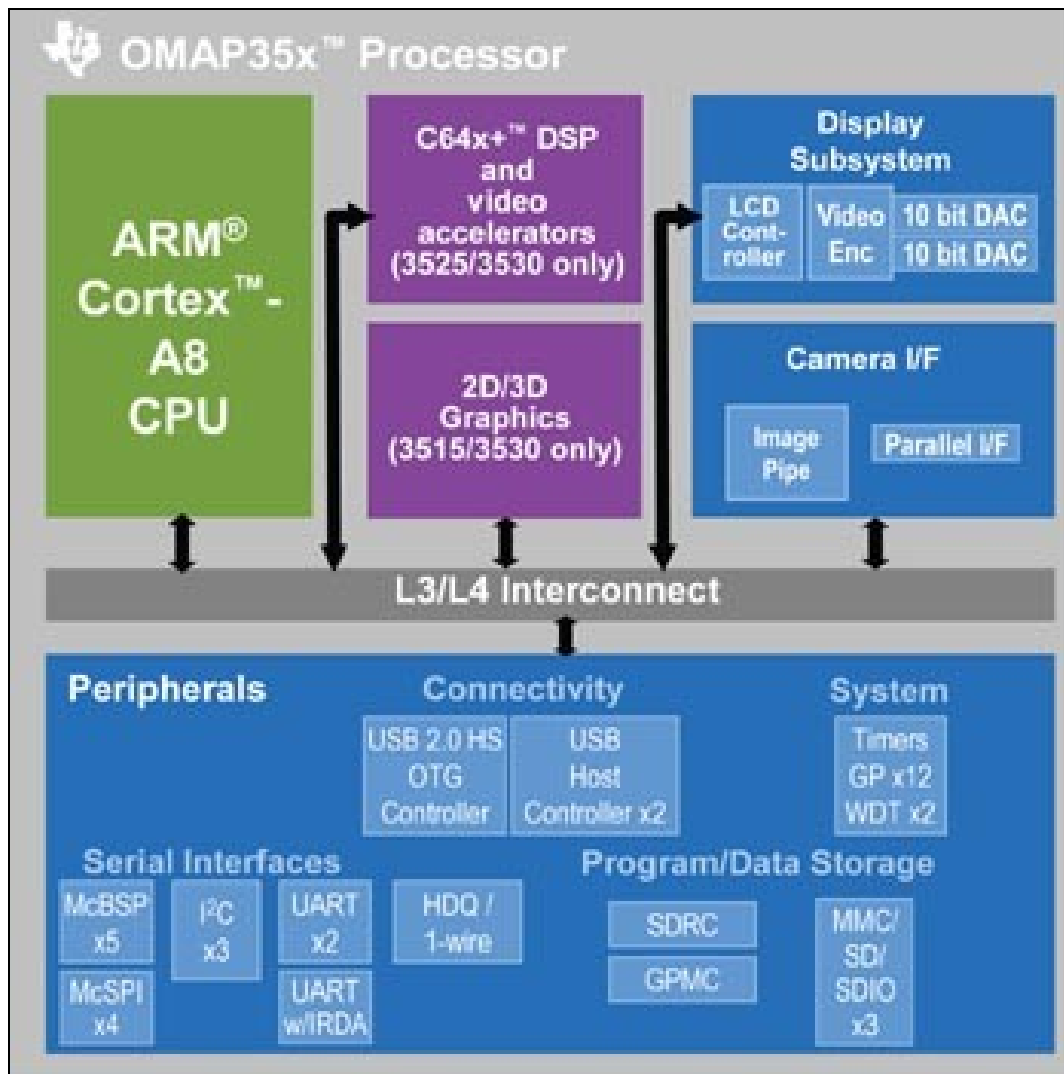 OMAP35x™ Processor
ARM®
Cortex™-
A8
CPU
C64x+™ DSP
and
video
accelerators
(3525/3530 only)
2D/3D
Graphics
(3515/3530 only)
Display
Subsystem
LCD
Cont-
roller
Video
Enc
10 bit DAC
10 bit DAC
Camera I/F
Image
Pipe
Parallel I/F
L3/L4 Interconnect
Peripherals
Connectivity
USB 2.0 HS
OTG
Controller
USB
Host
Controller x2
System
Timers
GP x12
WDT x2
Serial Interfaces
McBSP
x5
I²C
x3
UART
x2
HDQ /
1-wire
McSPI
x4
UART
w/IRDA
Program/Data Storage
SDRC
GPMC
MMC/
SD/
SDIO
x3